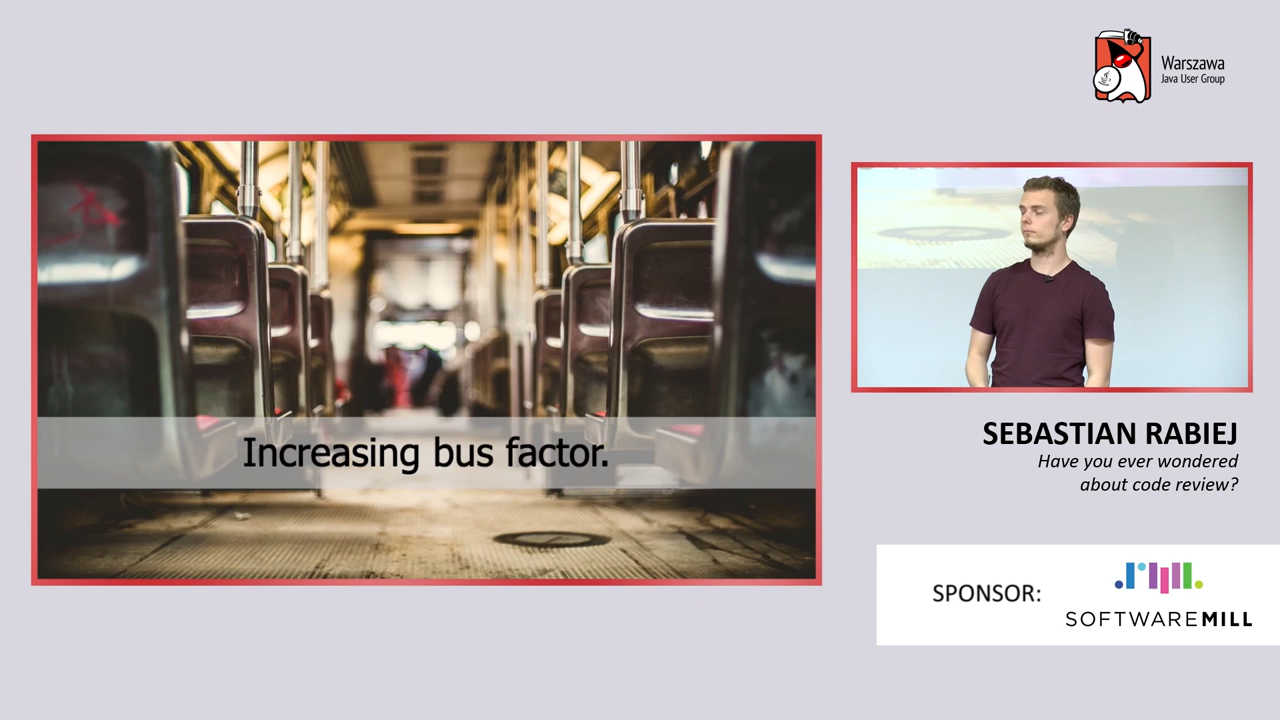 Warszawa
Java User Group
Increasing bus factor.
SEBASTIAN RABIEJ
Have you ever wondered
about code review?
SPONSOR:
SOFTWAREMILL